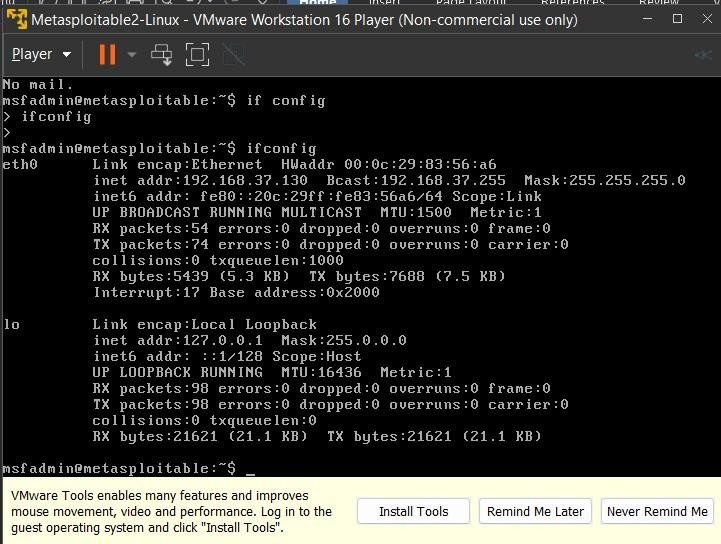 Home Insert Page Layout References Review V
Metasploitable2-Linux - VMware Workstation 16 Player (Non-commercial use only)
Player
No mail.
msfadmin@metasploitable:~$ if config
> ifconfig
>
msfadmin@metasploitable:~$ ifconfig
eth0 Link encap:Ethernet HWaddr 00:0c:29:83:56:a6
inet addr:192.168.37.130 Bcast:192.168.37.255 Mask:255.255.255.0
inet6 addr: fe80::20c:29ff:fe83:56a6/64 Scope:Link
UP BROADCAST RUNNING MULTICAST MTU:1500 Metric:1
RX packets:54 errors:0 dropped:0 overruns:0 frame:0
TX packets:74 errors:0 dropped:0 overruns:0 carrier:0
collisions:0 txqueuelen:1000
RX bytes:5439 (5.3 KB) TX bytes:7688 (7.5 KB)
Interrupt:17 Base address:0x2000
lo Link encap:Local Loopback
inet addr:127.0.0.1 Mask:255.0.0.0
inet6 addr: ::1/128 Scope:Host
UP LOOPBACK RUNNING MTU:16436 Metric:1
RX packets:98 errors:0 dropped:0 overruns:0 frame:0
TX packets:98 errors:0 dropped:0 overruns:0 carrier:0
collisions:0 txqueuelen:0
RX bytes:21621 (21.1 KB) TX bytes:21621 (21.1 KB)
msfadmin@metasploitable:~$ _
VMware Tools enables many features and improves
mouse movement, video and performance. Log in to the
guest operating system and click "Install Tools".
Install Tools
Remind Me Later
Never Remind Me